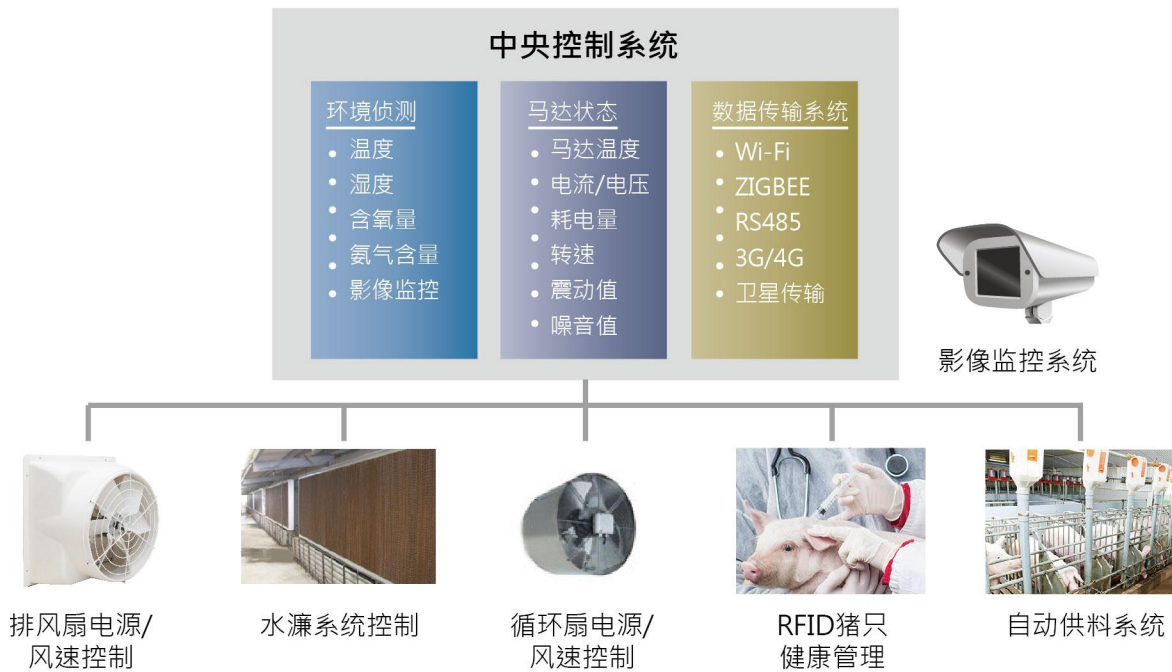 中央控制系统
环境侦测
• 温度
• 湿度
• 含氧量
• 氨气含量
• 影像监控
马达状态
• 马达温度
• 电流/电压
• 耗电量
• 转速
• 震动值
• 噪音值
数据传输系统
• Wi-Fi
• ZIGBEE
• RS485
• 3G/4G
• 卫星传输
影像监控系统
排风扇电源/
风速控制
水濂系统控制
循环扇电源/
风速控制
RFID猪只
健康管理
自动供料系统